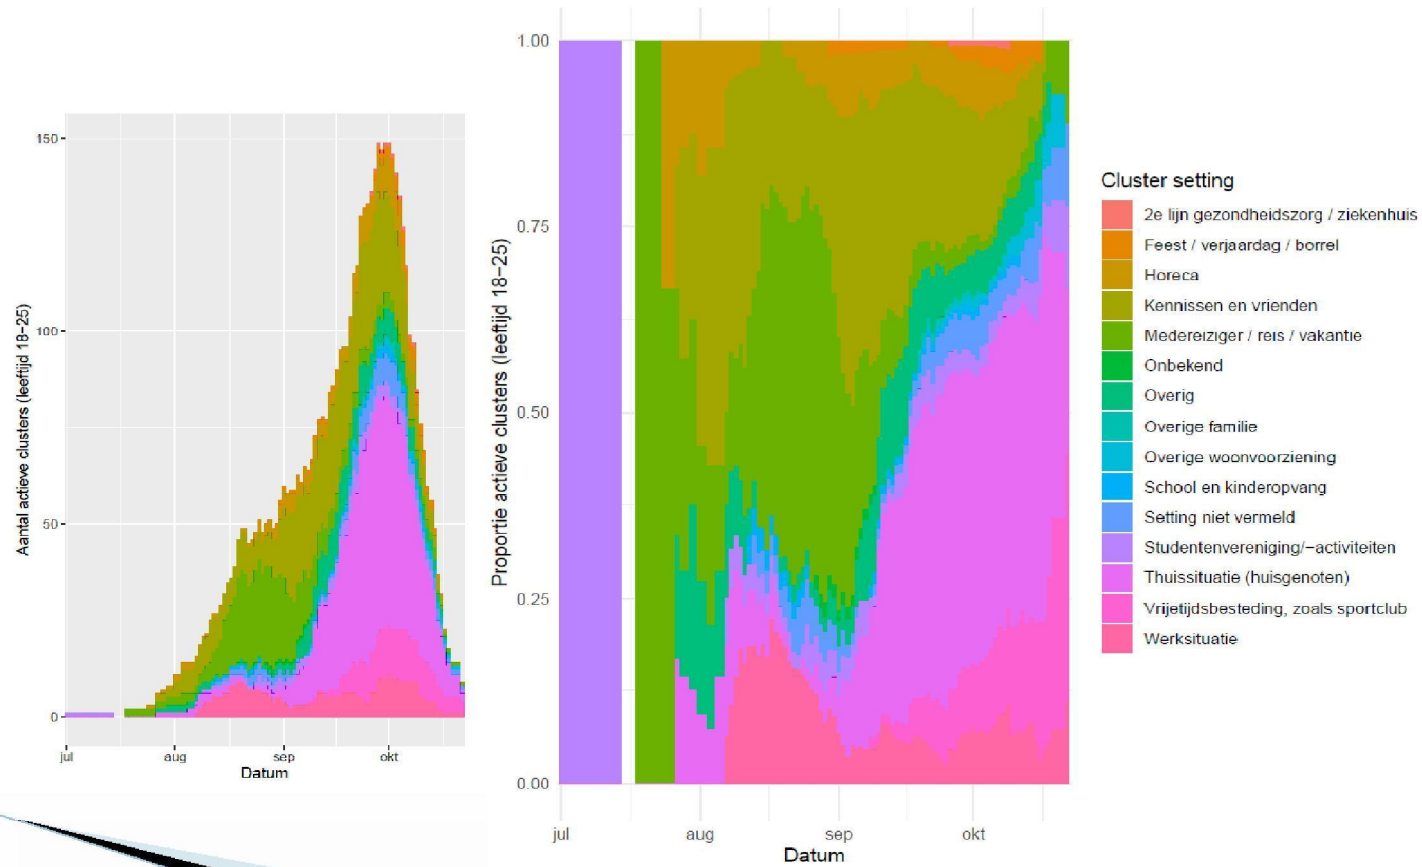 Aantal actieve clusters (leeftijd 18-25)
150
100
50
0
jul aug sep okt
Datum
Proportie actieve clusters (leeftijd 18-25)
1.00
0.75
0.50
0.25
0.00
jul aug sep okt
Datum
Cluster setting
2e lijn gezondheidszorg / ziekenhuis
Feest / verjaardag / borrel
Horeca
Kennissen en vrienden
Medereiziger / reis / vakantie
Onbekend
Overig
Overige familie
Overige woonvoorziening
School en kinderopvang
Setting niet vermeld
Studentenvereniging/-activiteiten
Thuissituatie (huisgenoten)
Vrijetijdsbesteding, zoals sportclub
Werksituatie